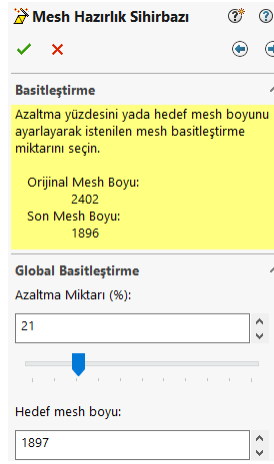 Mesh Hazırlık Sihirbazı
Basitleştirme
Azaltma yüzdesini yada hedef mesh boyunu
ayarlayarak istenilen mesh basitleştirme
miktarını seçin.
Orijinal Mesh Boyu:
2402
Son Mesh Boyu:
1896
Global Basitleştirme
Azaltma Miktarı (%):
21
Hedef mesh boyu:
1897